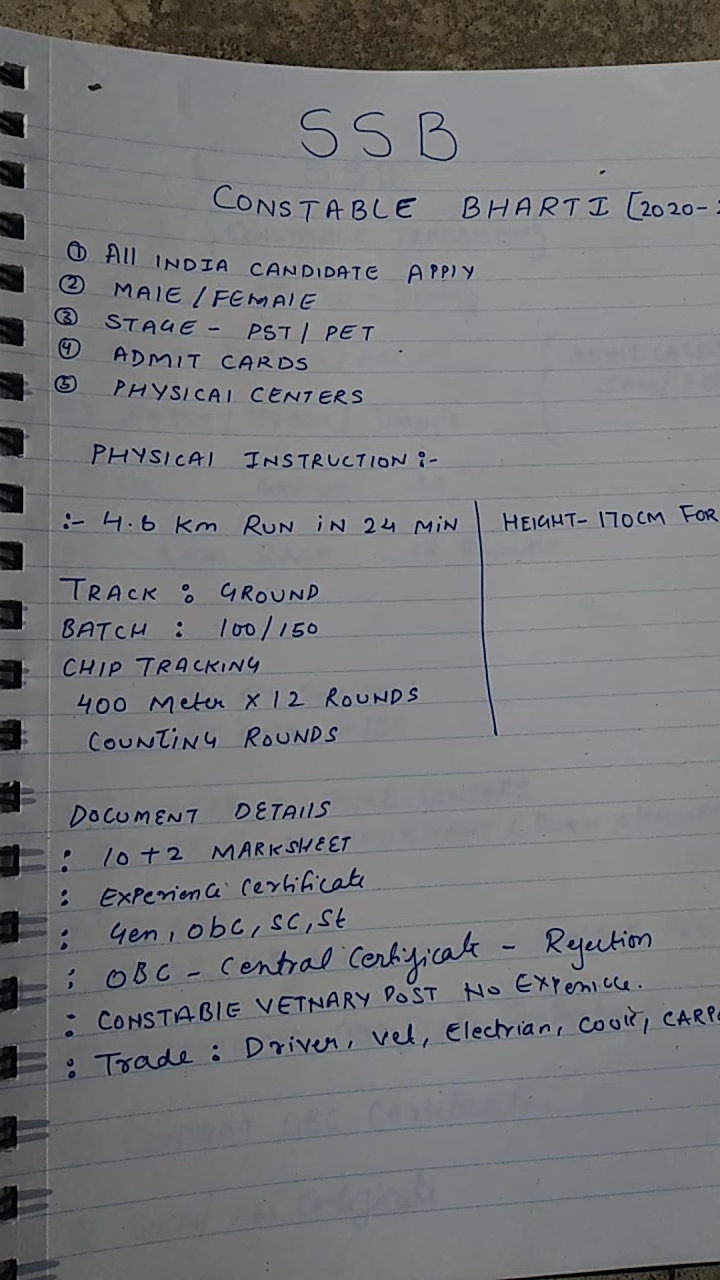 SSB
CONSTABLE BHARTI [2020-
① All INDIA CANDIDATE APPLY
② MALE / FEMALE
③ STAGE - PST / PET
④ ADMIT CARDS
⑤ PHYSICAL CENTERS
PHYSICAL INSTRUCTION :-
:- 4.6 Km RUN IN 24 MIN
HEIGHT - 170CM FOR
TRACK : GROUND
BATCH : 100/150
CHIP TRACKING
400 Meter X 12 ROUNDS
COUNTING ROUNDS
DOCUMENT DETAILS
: 10 + 2 MARKSHEET
: Experience Certificate
: Gen, Obc, SC, St
: OBC - Central Certificate - Rejection
: CONSTABLE VETNARY POST NO
: Trade : Driver, vet, Electrian, Cook, CARP